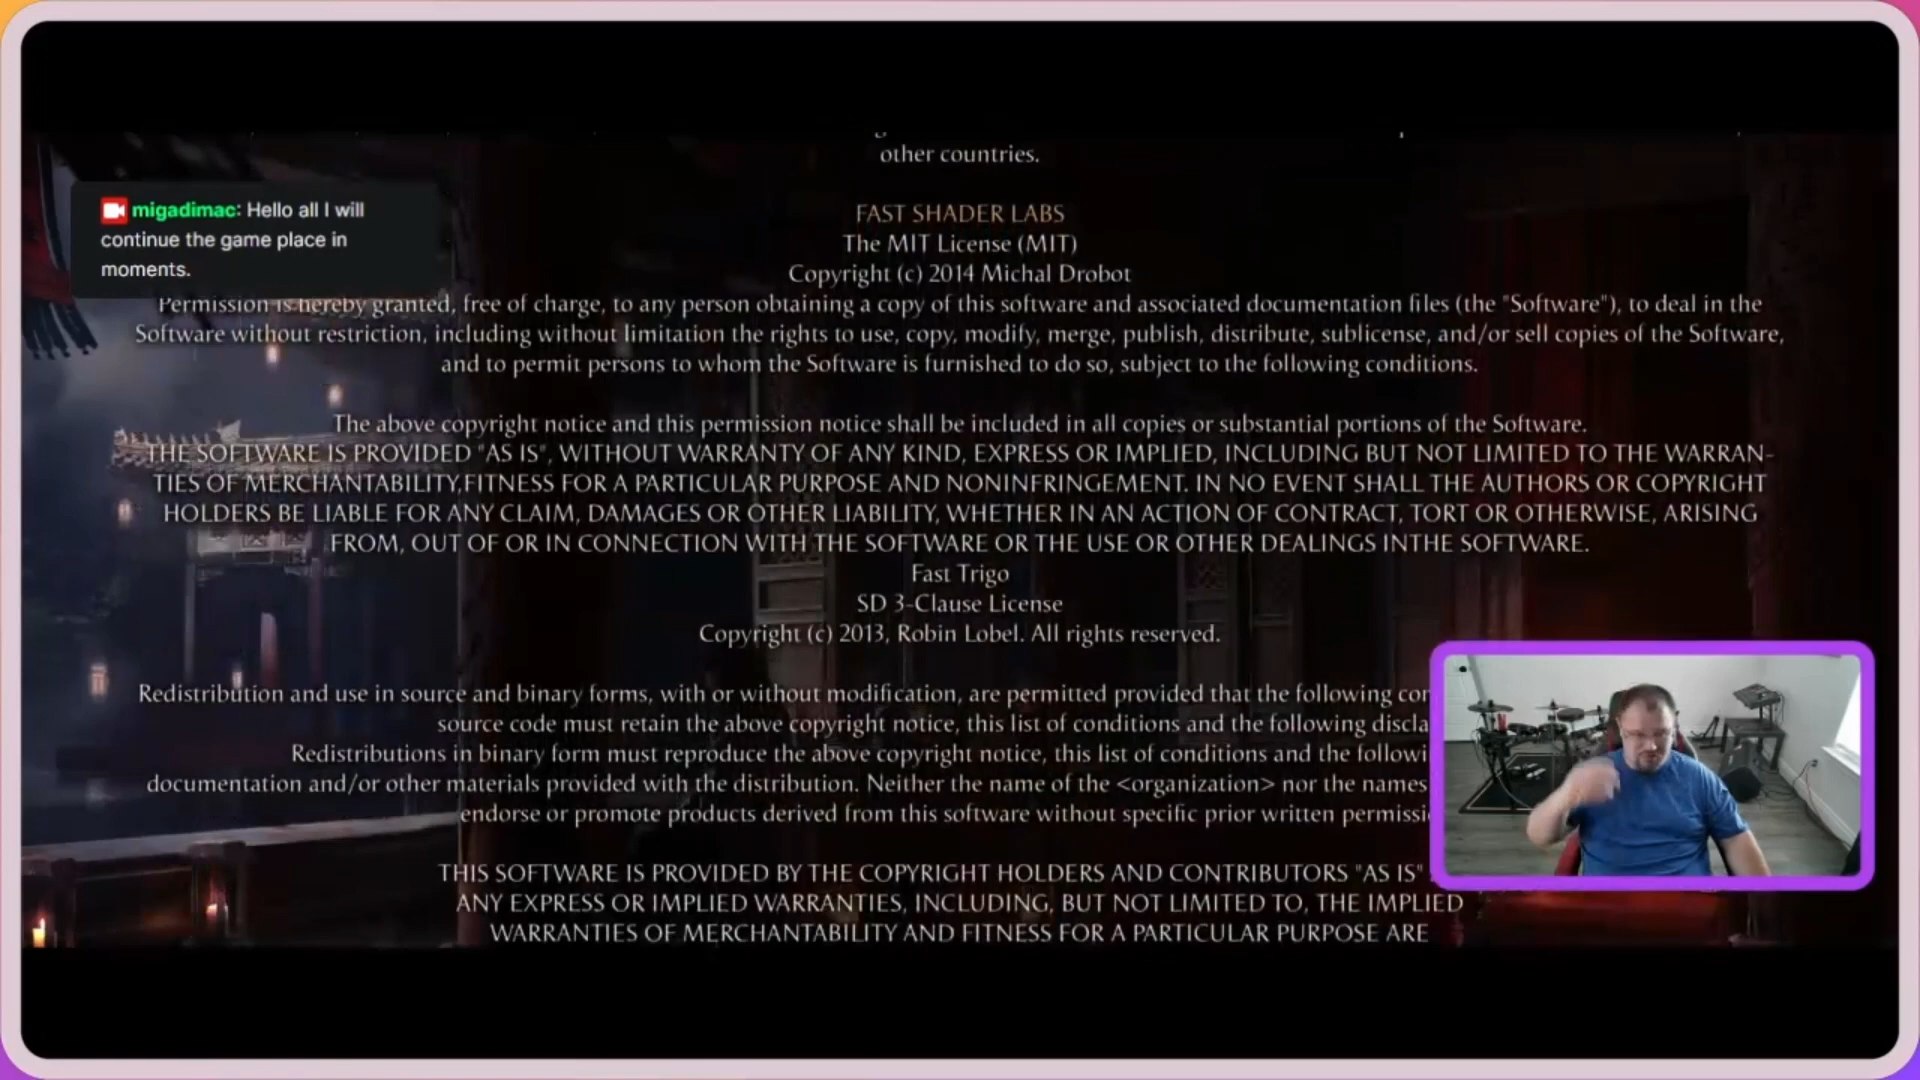 other countries.
migadimac: Hello all I will
continue the game place in
moments.
FAST SHADER LABS
The MIT License (MIT)
Copyright (c) 2014 Michal Drobot
Permission is hereby granted, free of charge, to any person obtaining a copy of this software and associated documentation files (the "Software"), to deal in the
Software without restriction, including without limitation the rights to use, copy, modify, merge, publish, distribute, sublicense, and/or sell copies of the Software,
and to permit persons to whom the Software is furnished to do so, subject to the following conditions.
The above copyright notice and this permission notice shall be included in all copies or substantial portions of the Software.
THE SOFTWARE IS PROVIDED "AS IS", WITHOUT WARRANTY OF ANY KIND, EXPRESS OR IMPLIED, INCLUDING BUT NOT LIMITED TO THE WARRAN-
TIES OF MERCHANTABILITY,FITNESS FOR A PARTICULAR PURPOSE AND NONINFRINGEMENT. IN NO EVENT SHALL THE AUTHORS OR COPYRIGHT
HOLDERS BE LIABLE FOR ANY CLAIM, DAMAGES OR OTHER LIABILITY, WHETHER IN AN ACTION OF CONTRACT, TORT OR OTHERWISE, ARISING
FROM, OUT OF OR IN CONNECTION WITH THE SOFTWARE OR THE USE OR OTHER DEALINGS INTHE SOFTWARE.
Fast Trigo
SD 3-Clause License
Copyright (c) 2013, Robin Lobel. All rights reserved.
Redistribution and use in source and binary forms, with or without modification, are permitted provided that the following
source code must retain the above copyright notice, this list of conditions and the following
Redistributions in binary form must reproduce the above copyright notice, this list of conditions and the
documentation and/or other materials provided with the distribution. Neither the name of the <organization> nor the names
endorse or promote products derived from this software without specific prior written
THIS SOFTWARE IS PROVIDED BY THE COPYRIGHT HOLDERS AND CONTRIBUTORS "AS IS"
ANY EXPRESS OR IMPLIED WARRANTIES, INCLUDING, BUT NOT LIMITED TO, THE IMPLIED
WARRANTIES OF MERCHANTABILITY AND FITNESS FOR A PARTICULAR PURPOSE ARE